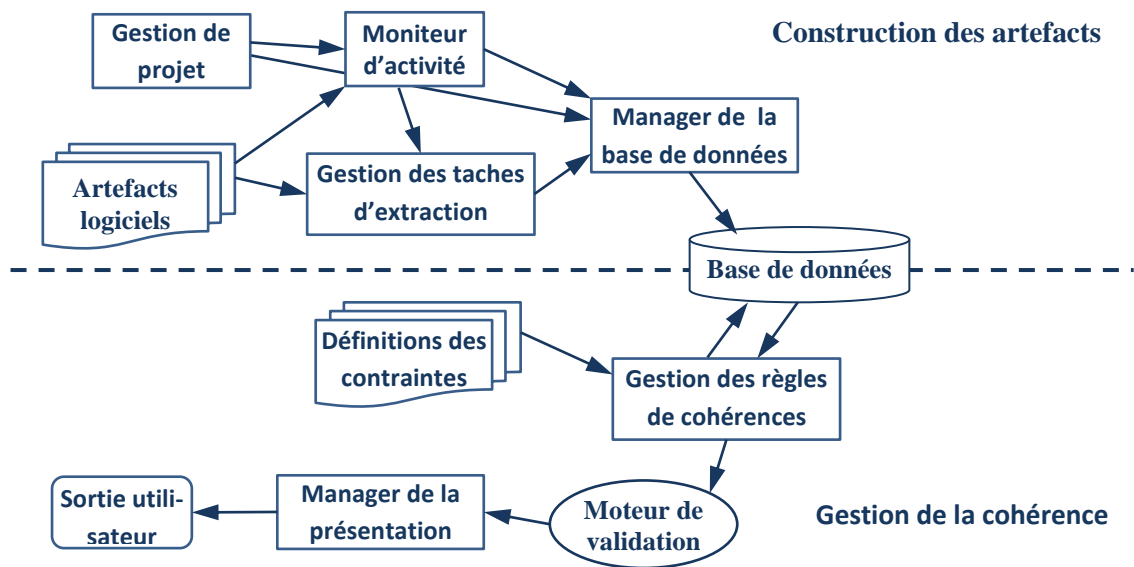 Gestion de
projet
Moniteur
d’activité
Construction des artefacts
Manager de la
base de données
Artefacts
logiciels
Gestion des taches
d’extraction
Base de données
Définitions des
contraintes
Gestion des règles
de cohérences
Sortie utili-
sateur
Manager de la
présentation
Moteur de
validation
Gestion de la cohérence